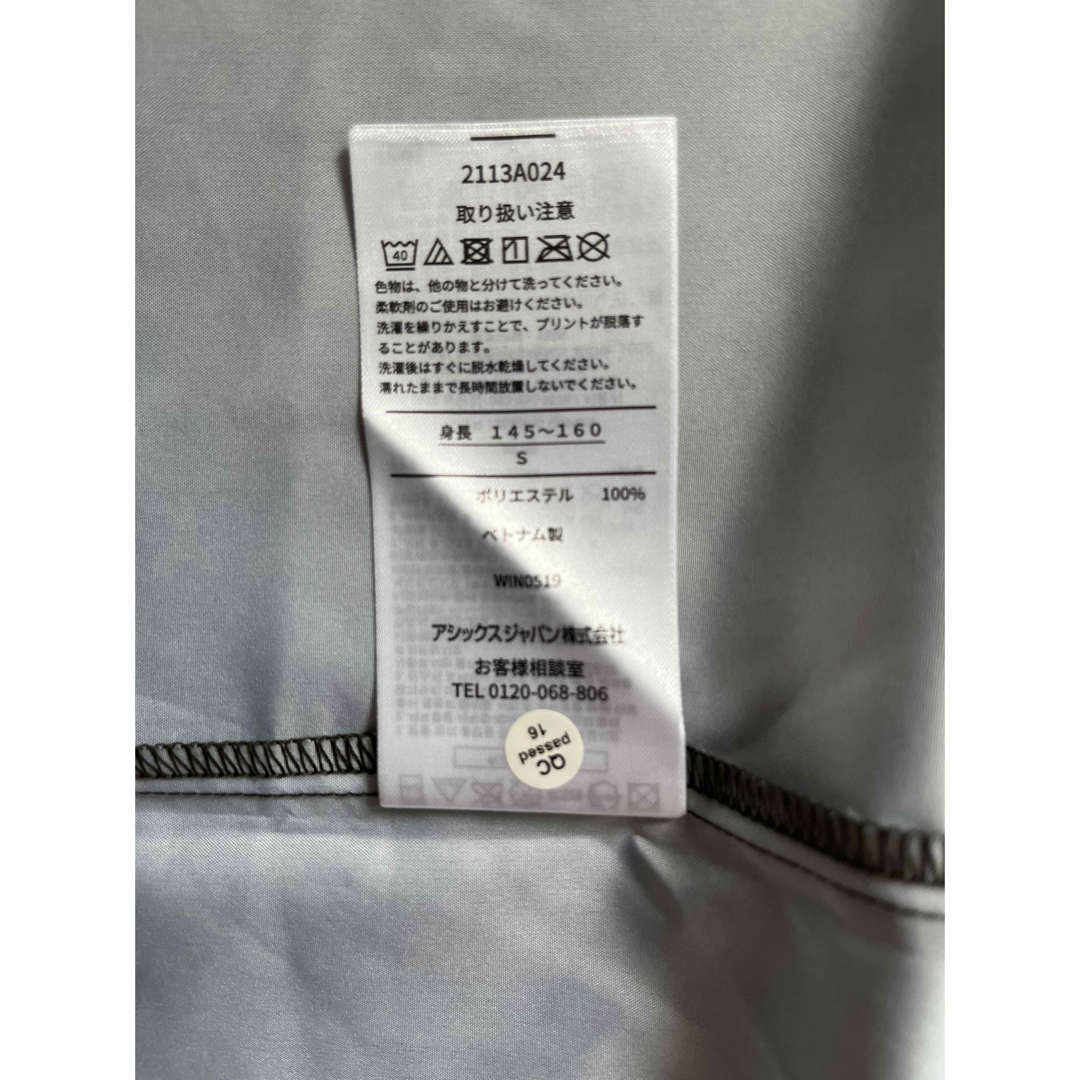 2113A024
取り扱い注意
40
色物は、他の物と分けて洗ってください。
柔軟剤のご使用はお避けください。
洗濯を繰りかえすことで、プリントが脱落す
ることがあります。
洗濯後はすぐに脱水乾燥してください。
濡れたままで長時間放置しないでください。
身長 145〜160
S
ポリエステル 100%
ベトナム製
WIN0519
アシックスジャパン株式会社
お客様相談室
TEL 0120-068-806
QC
passed
16